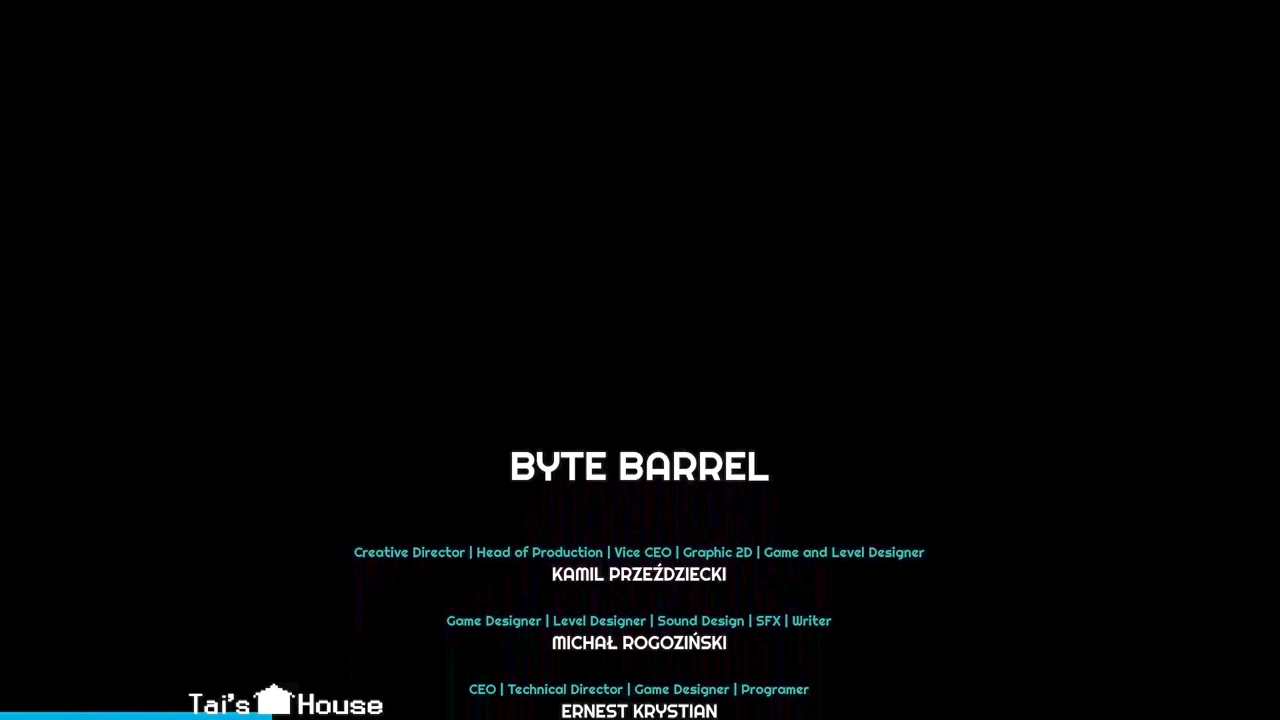 BYTE BARREL
Creative Director | Head of Production | Vice CEO | Graphic 2D | Game and Level Designer
KAMIL PRZEŹDZIECKI
Game Designer | Level Designer | Sound Design | SFX | Writer
MICHAŁ ROGOZIŃSKI
CEO | Technical Director | Game Designer | Programer
ERNEST KRYSTIAN
Tai's House